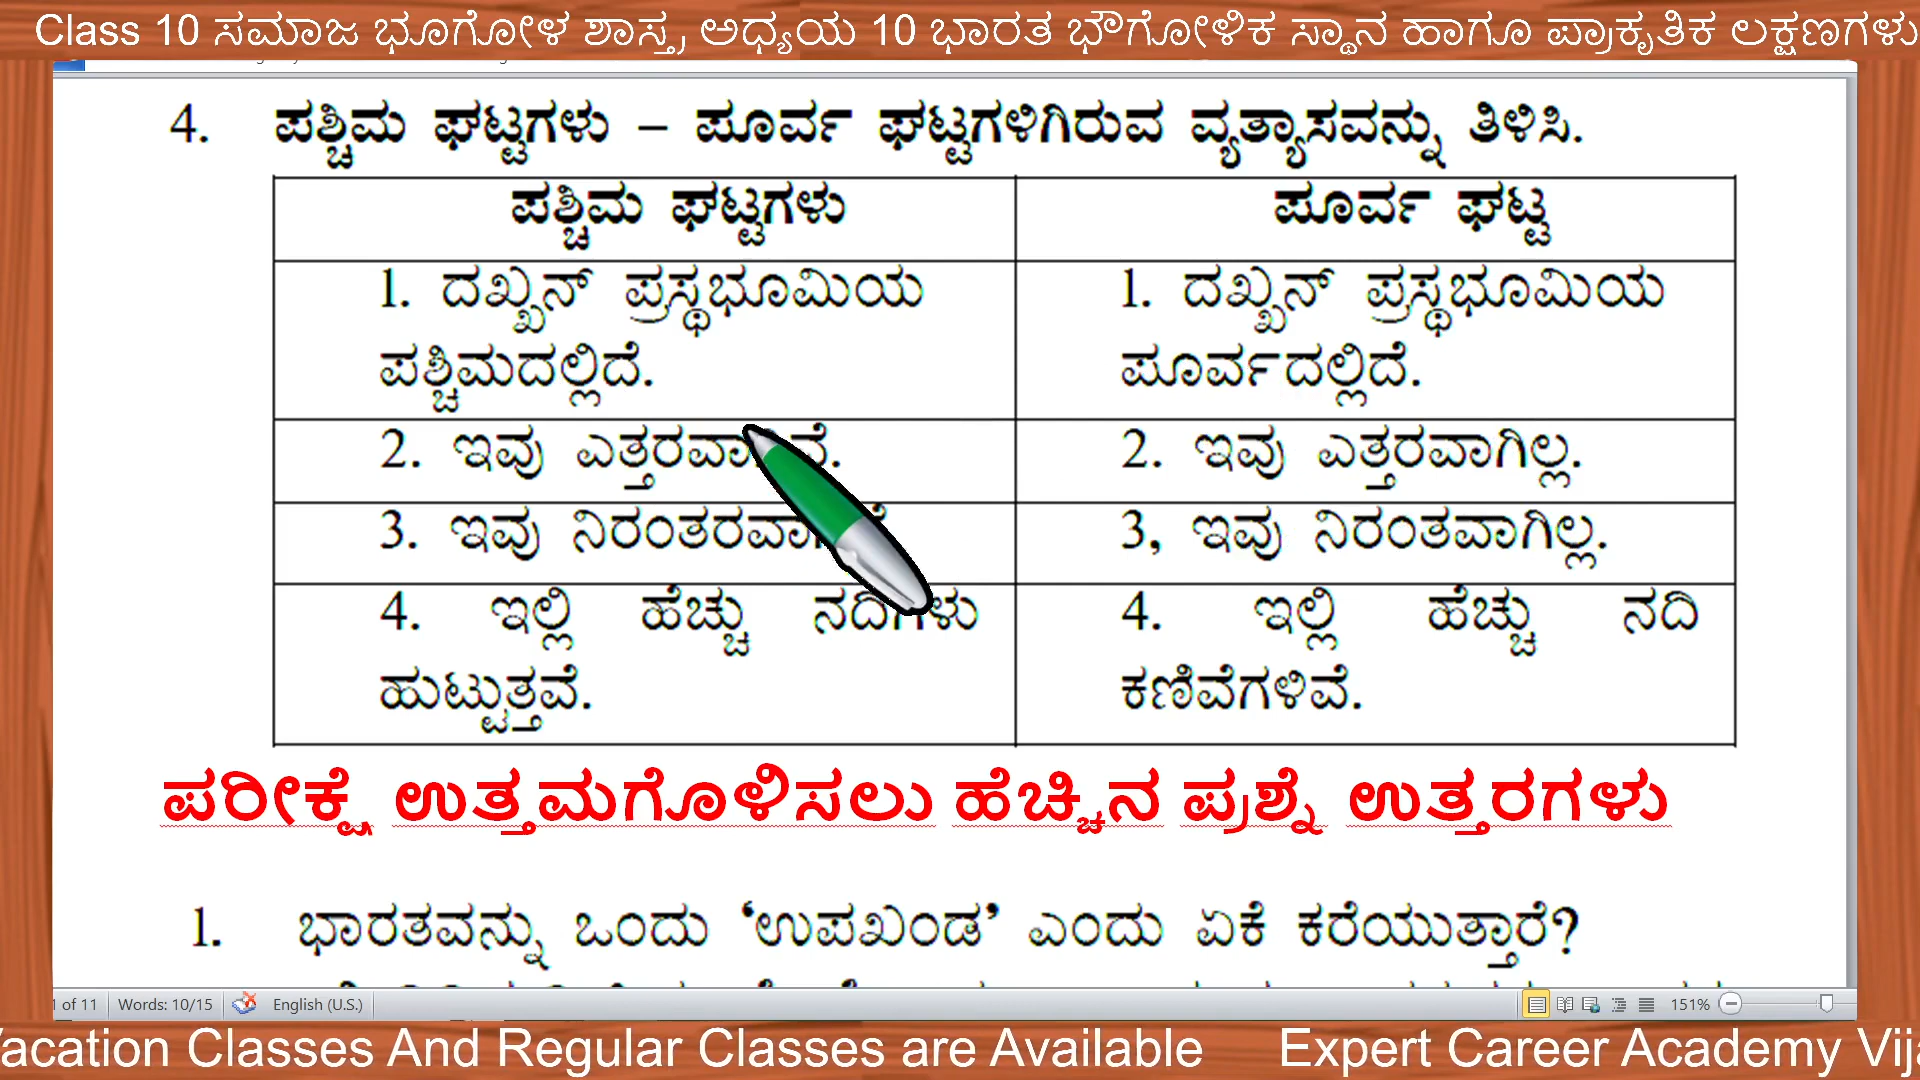 Class 10 ಸಮಾಜ ಭೂಗೋಳ ಶಾಸ್ತ್ರ ಅಧ್ಯಯ 10 ಭಾರತ ಭೌಗೋಳಿಕ ಸ್ಥಾನ ಹಾಗೂ ಪ್ರಾಕೃತಿಕ ಲಕ್ಷಣಗಳು
4. ಪಶ್ಚಿಮ ಘಟ್ಟಗಳು – ಪೂರ್ವ ಘಟ್ಟಗಳಿಗಿರುವ ವ್ಯತ್ಯಾಸವನ್ನು ತಿಳಿಸಿ.
ಪಶ್ಚಿಮ ಘಟ್ಟಗಳು ಪೂರ್ವ ಘಟ್ಟ
1. ದಖ್ಖನ್ ಪ್ರಸ್ಥಭೂಮಿಯ 1. ದಖ್ಖನ್ ಪ್ರಸ್ಥಭೂಮಿಯ
ಪಶ್ಚಿಮದಲ್ಲಿದೆ. ಪೂರ್ವದಲ್ಲಿದೆ.
2. ಇವು 2. ಇವು ಎತ್ತರವಾಗಿಲ್ಲ.
3. ಇವು 3, ಇವು ನಿರಂತವಾಗಿಲ್ಲ.
4. ಇಲ್ಲಿ ಹೆಚ್ಚು ನದಿಗಳು 4. ಇಲ್ಲಿ ಹೆಚ್ಚು ನದಿ
ಹುಟ್ಟುತ್ತವೆ. ಕಣಿವೆಗಳಿವೆ.
ಪರೀಕ್ಷೆ ಉತ್ತಮಗೊಳಿಸಲು ಹೆಚ್ಚಿನ ಪ್ರಶ್ನೆ ಉತ್ತರಗಳು
1. ಭಾರತವನ್ನು ಒಂದು ‘ಉಪಖಂಡ’ ಎಂದು ಏಕೆ ಕರೆಯುತ್ತಾರೆ?
of 11 Words: 10/15 English (U.S.) 151%
acation Classes And Regular Classes are Available Expert Career Academy